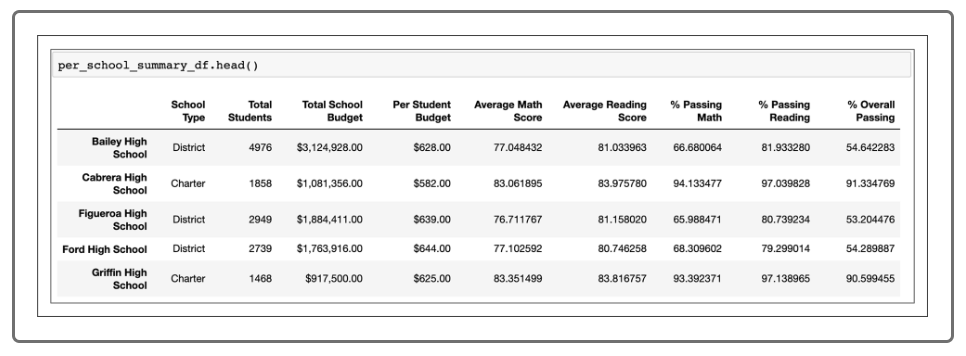 per_school_summary_df.head()
School Type Total Students Total School Budget Per Student Budget Average Math Score Average Reading Score % Passing Math % Passing Reading % Overall Passing
Bailey High School District 4976 $3,124,928.00 $628.00 77.048432 81.033963 66.680064 81.933280 54.642283
Cabrera High School Charter 1858 $1,081,356.00 $582.00 83.061895 83.975780 94.133477 97.039828 91.334769
Figueroa High School District 2949 $1,884,411.00 $639.00 76.711767 81.158020 65.988471 80.739234 53.204476
Ford High School District 2739 $1,763,916.00 $644.00 77.102592 80.746258 68.309602 79.299014 54.289887
Griffin High School Charter 1468 $917,500.00 $625.00 83.351499 83.816757 93.392371 97.138965 90.599455